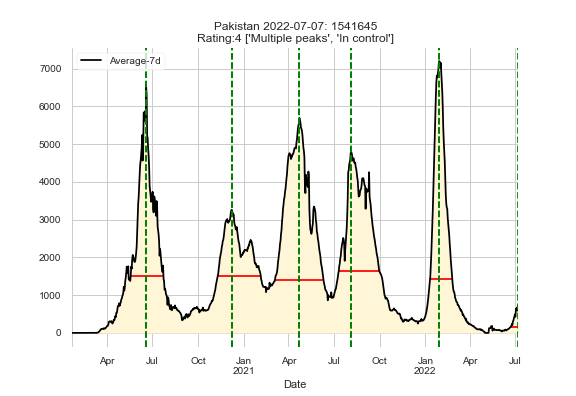 Pakistan 2022-07-07: 1541645
Rating:4 ['Multiple peaks', 'In control']
Average-7d
7000
6000
5000
4000
3000
2000
1000
0
Apr Jul Oct Jan Apr Jul Oct Jan Apr Jul
2021 2022
Date